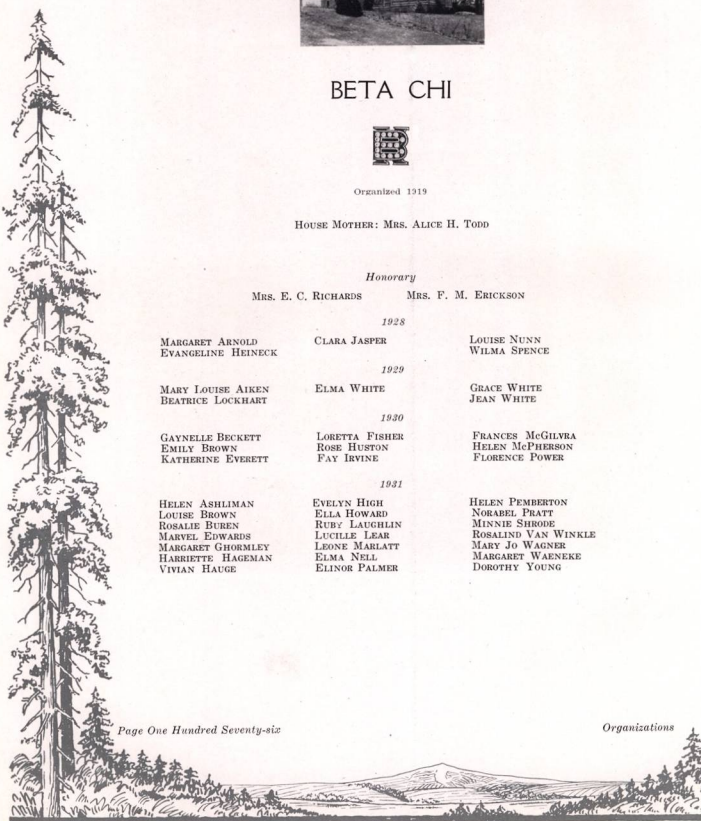 BETA CHI
Organized 1919
HOUSE MOTHER: MRS. ALICE H. TODD
Honorary
MRS. E. C. RICHARDS MRS. F. M. ERICKSON
1928
MARGARET ARNOLD CLARA JASPER LOUISE NUNN
EVANGELINE HEINECK WILMA SPENCE
1929
MARY LOUISE AIKEN ELMA WHITE GRACE WHITE
BEATRICE LOCKHART JEAN WHITE
1930
GAYNELLE BECKETT LORETTA FISHER FRANCES MCGILVRA
EMILY BROWN ROSE HUSTON HELEN MCPHERSON
KATHERINE EVERETT FAY IRVINE FLORENCE POWER
1931
HELEN ASHLIMAN EVELYN HIGH HELEN PEMBERTON
LOUISE BROWN ELLA HOWARD NORABEL PRATT
ROSALIE BUREN RUBY LAUGHLIN MINNIE SHRODE
MARVEL EDWARDS LUCILLE LEAR ROSALIND VAN WINKLE
MARGARET GHORMLEY LEONE MARLATT MARY JO WAGNER
HARRIETTE HAGEMAN ELMA NELL MARGARET WAENEKE
VIVIAN HAUGE ELINOR PALMER DOROTHY YOUNG
Page One Hundred Seventy-six Organizations